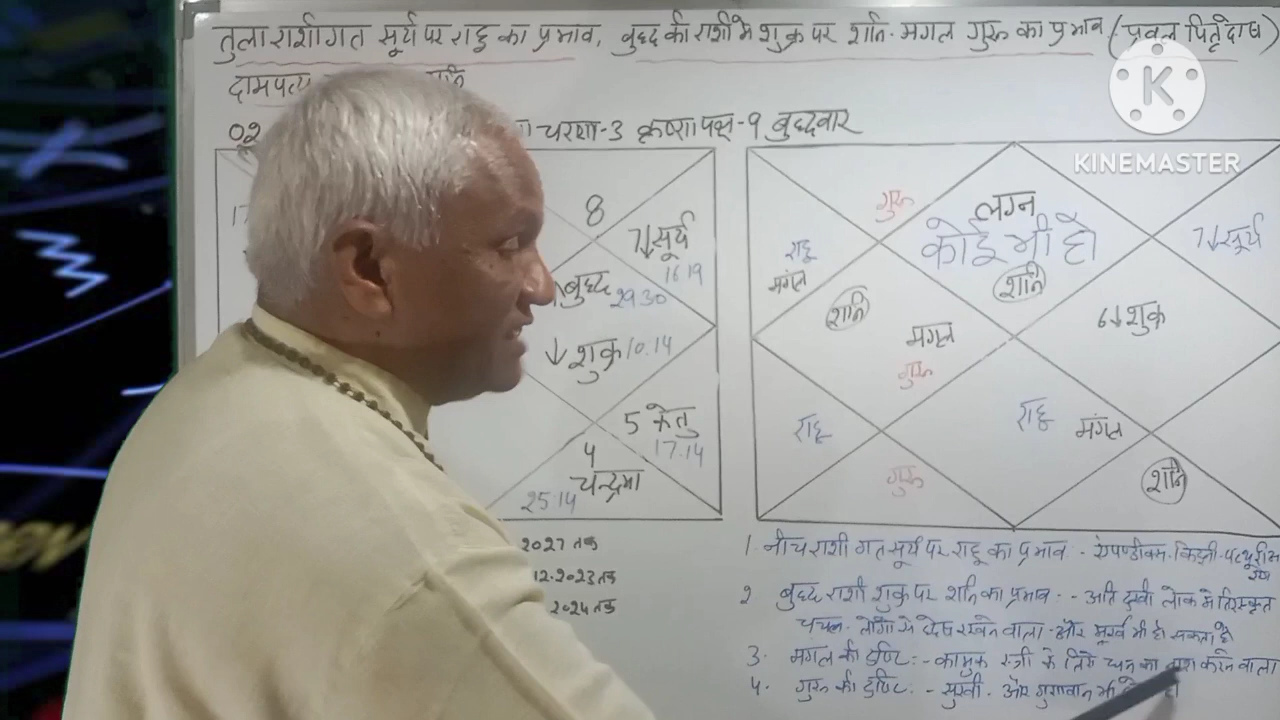 तुला राशीगत सूर्य पर राहु का प्रभाव, बुद्ध की राशी मे शुक्र पर शनि-मंगल गुरु का प्रभाव (प्रबल पितृ दोष)
दामपत्य
K
KINEMASTER
02 चरण-3 कृष्ण पक्ष-9 बुद्धवार
8
7↓सूर्य
16.19
बुद्ध
29.30
↓शुक्र 10.14
5 केतु
17.14
4
चन्द्रमा
25.14
2027 तक
12.2023 तक
2024 तक
गुरु
लग्न
कोई भी हो
7↓सूर्य
राहु
मंगल
शनि
शनि
6↓शुक्र
मंगल
गुरु
राहु
राहु
मंगल
गुरु
शनि
1. नीच राशी गत सूर्य पर राहु का प्रभाव :-
2 बुद्ध राशी शुक्र पर शनि का प्रभाव :- अति दुखी लोक मे तिरस्कृत
चंचल- लोगो से द्वेष रखने वाला-और मूर्ख भी हो सकता है
3. मंगल की दृष्टि :- कामुक स्त्री के लिये धन का नाश करने वाला
4. गुरु की दृष्टि :- सुखी- और गुणवान भी